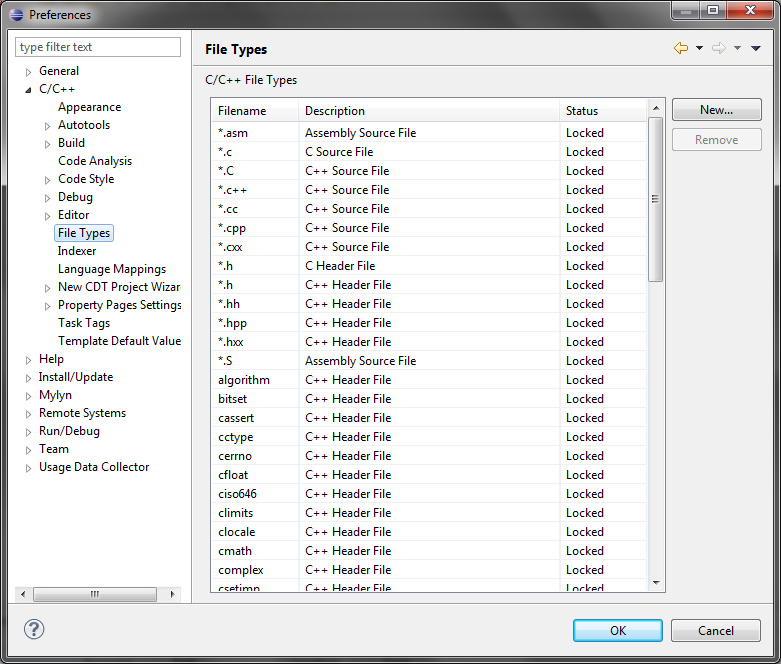 Preferences
type filter text
General
C/C++
Appearance
Autotools
Build
Code Analysis
Code Style
Debug
Editor
File Types
Indexer
Language Mappings
New CDT Project Wizar
Property Pages Settings
Task Tags
Template Default Value
Help
Install/Update
Mylyn
Remote Systems
Run/Debug
Team
Usage Data Collector
File Types
C/C++ File Types
Filename Description Status
*.asm Assembly Source File Locked
*.c C Source File Locked
*.C C++ Source File Locked
*.c++ C++ Source File Locked
*.cc C++ Source File Locked
*.cpp C++ Source File Locked
*.cxx C++ Source File Locked
*.h C Header File Locked
*.h C++ Header File Locked
*.hh C++ Header File Locked
*.hpp C++ Header File Locked
*.hxx C++ Header File Locked
*.S Assembly Source File Locked
algorithm C++ Header File Locked
bitset C++ Header File Locked
cassert C++ Header File Locked
cctype C++ Header File Locked
cerrno C++ Header File Locked
cfloat C++ Header File Locked
ciso646 C++ Header File Locked
climits C++ Header File Locked
clocale C++ Header File Locked
cmath C++ Header File Locked
complex C++ Header File Locked
csetjmp C++ Header File Locked
New...
Remove
?
OK
Cancel